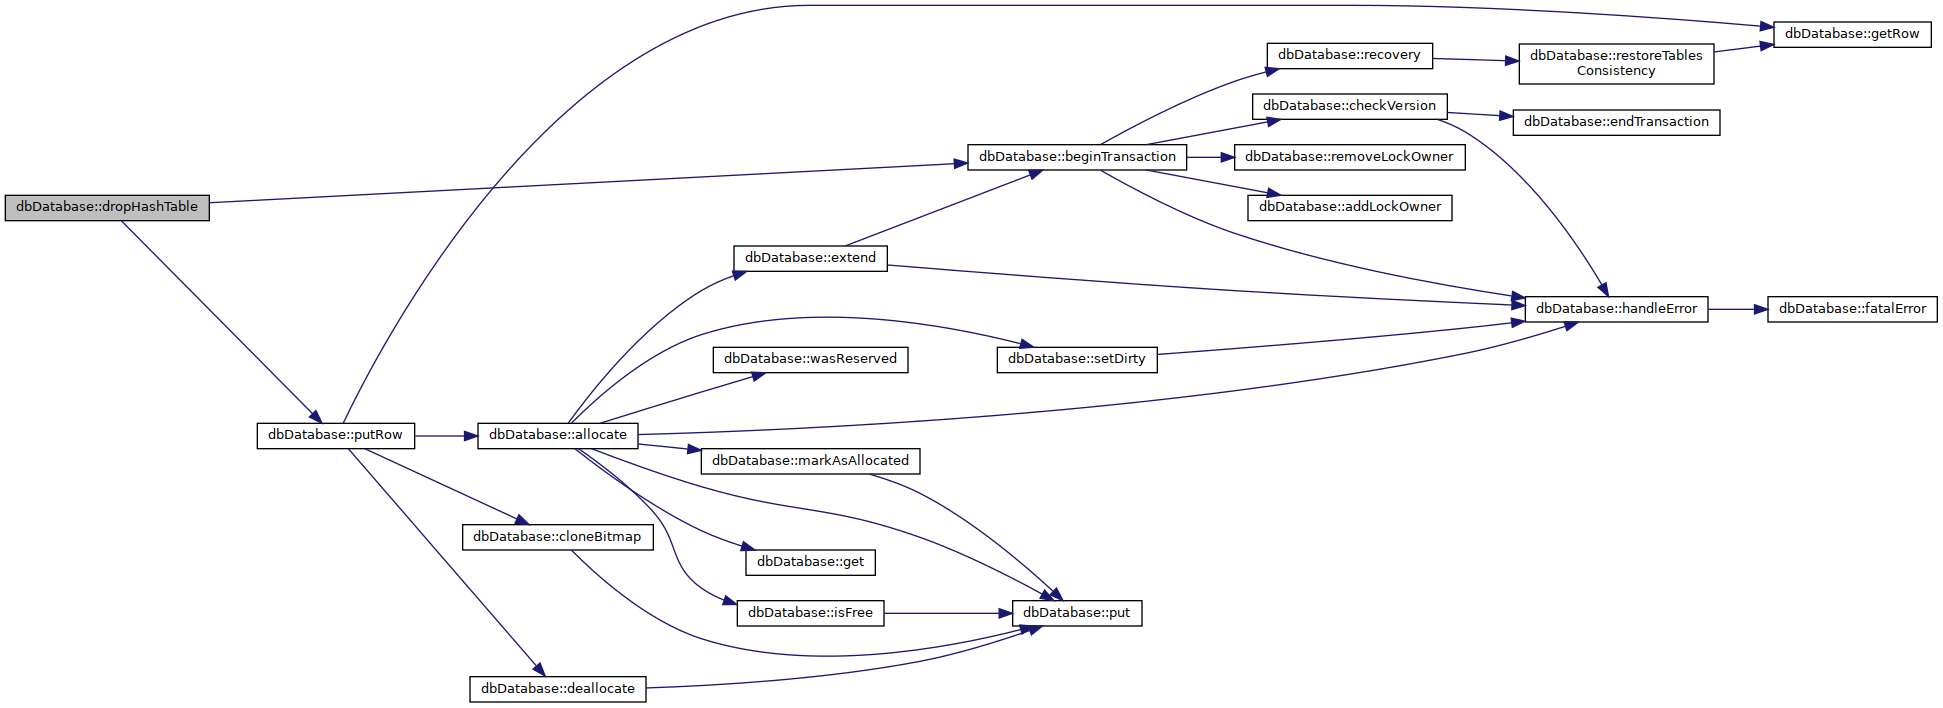 dbDatabase::getRow
dbDatabase::recovery
dbDatabase::restoreTables
Consistency
dbDatabase::checkVersion
dbDatabase::endTransaction
dbDatabase::beginTransaction
dbDatabase::removeLockOwner
dbDatabase::dropHashTable
dbDatabase::addLockOwner
dbDatabase::extend
dbDatabase::handleError
dbDatabase::fatalError
dbDatabase::wasReserved
dbDatabase::setDirty
dbDatabase::putRow
dbDatabase::allocate
dbDatabase::markAsAllocated
dbDatabase::cloneBitmap
dbDatabase::get
dbDatabase::isFree
dbDatabase::put
dbDatabase::deallocate